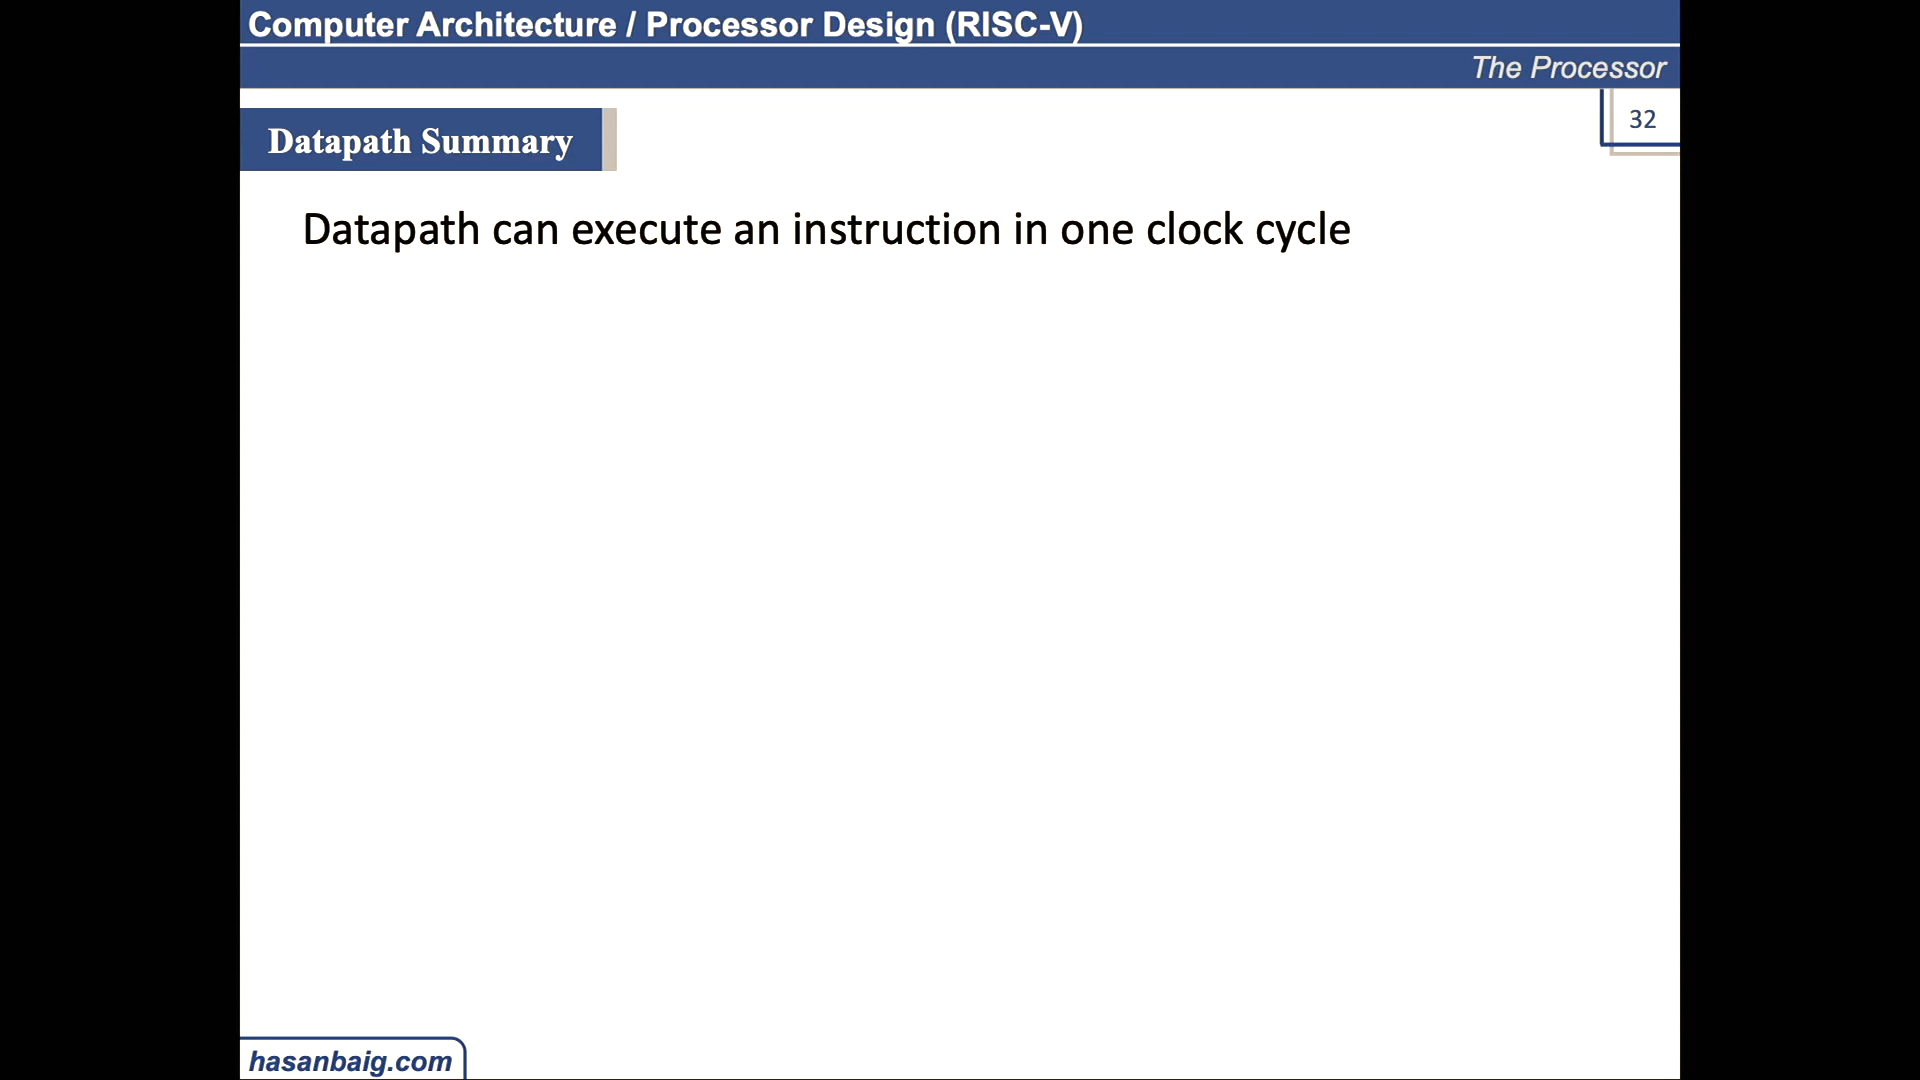 Computer Architecture / Processor Design (RISC-V)
The Processor
32
Datapath Summary
Datapath can execute an instruction in one clock cycle
hasanbaig.com